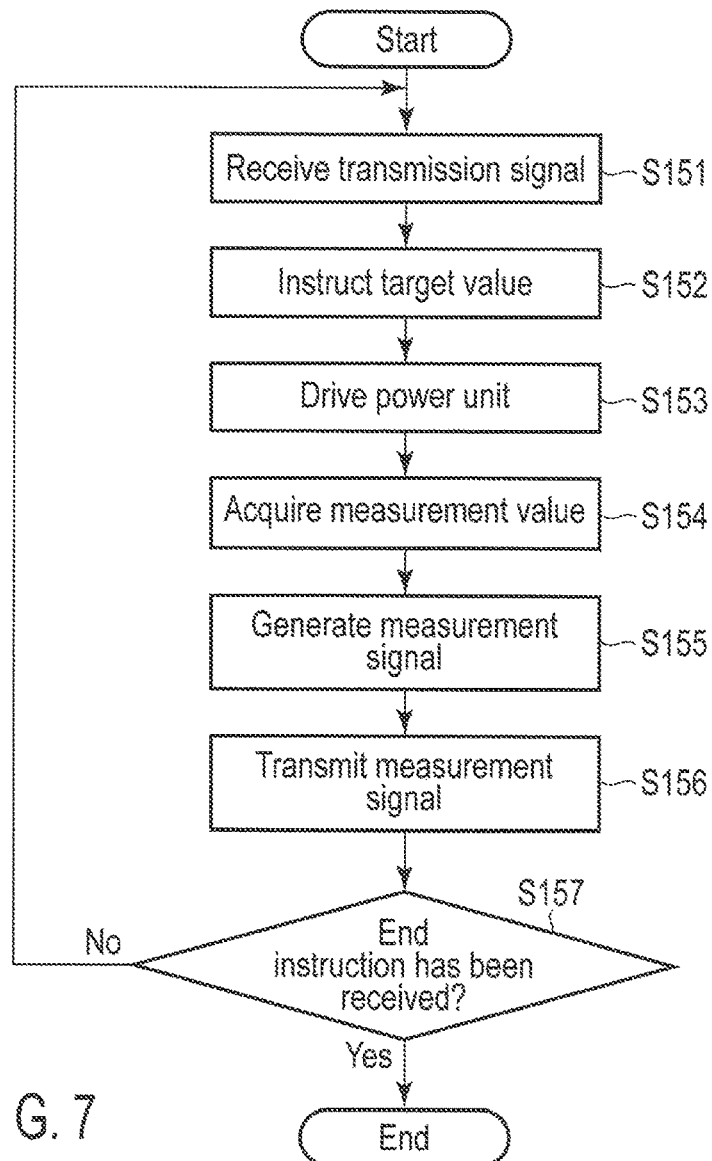 Start
Receive transmission signal
S151
Instruct target value
S152
Drive power unit
S153
Acquire measurement value
S154
Generate measurement
signal
S155
Transmit measurement
signal
S156
S157
End
instruction has been
received?
No
Yes
End
G. 7